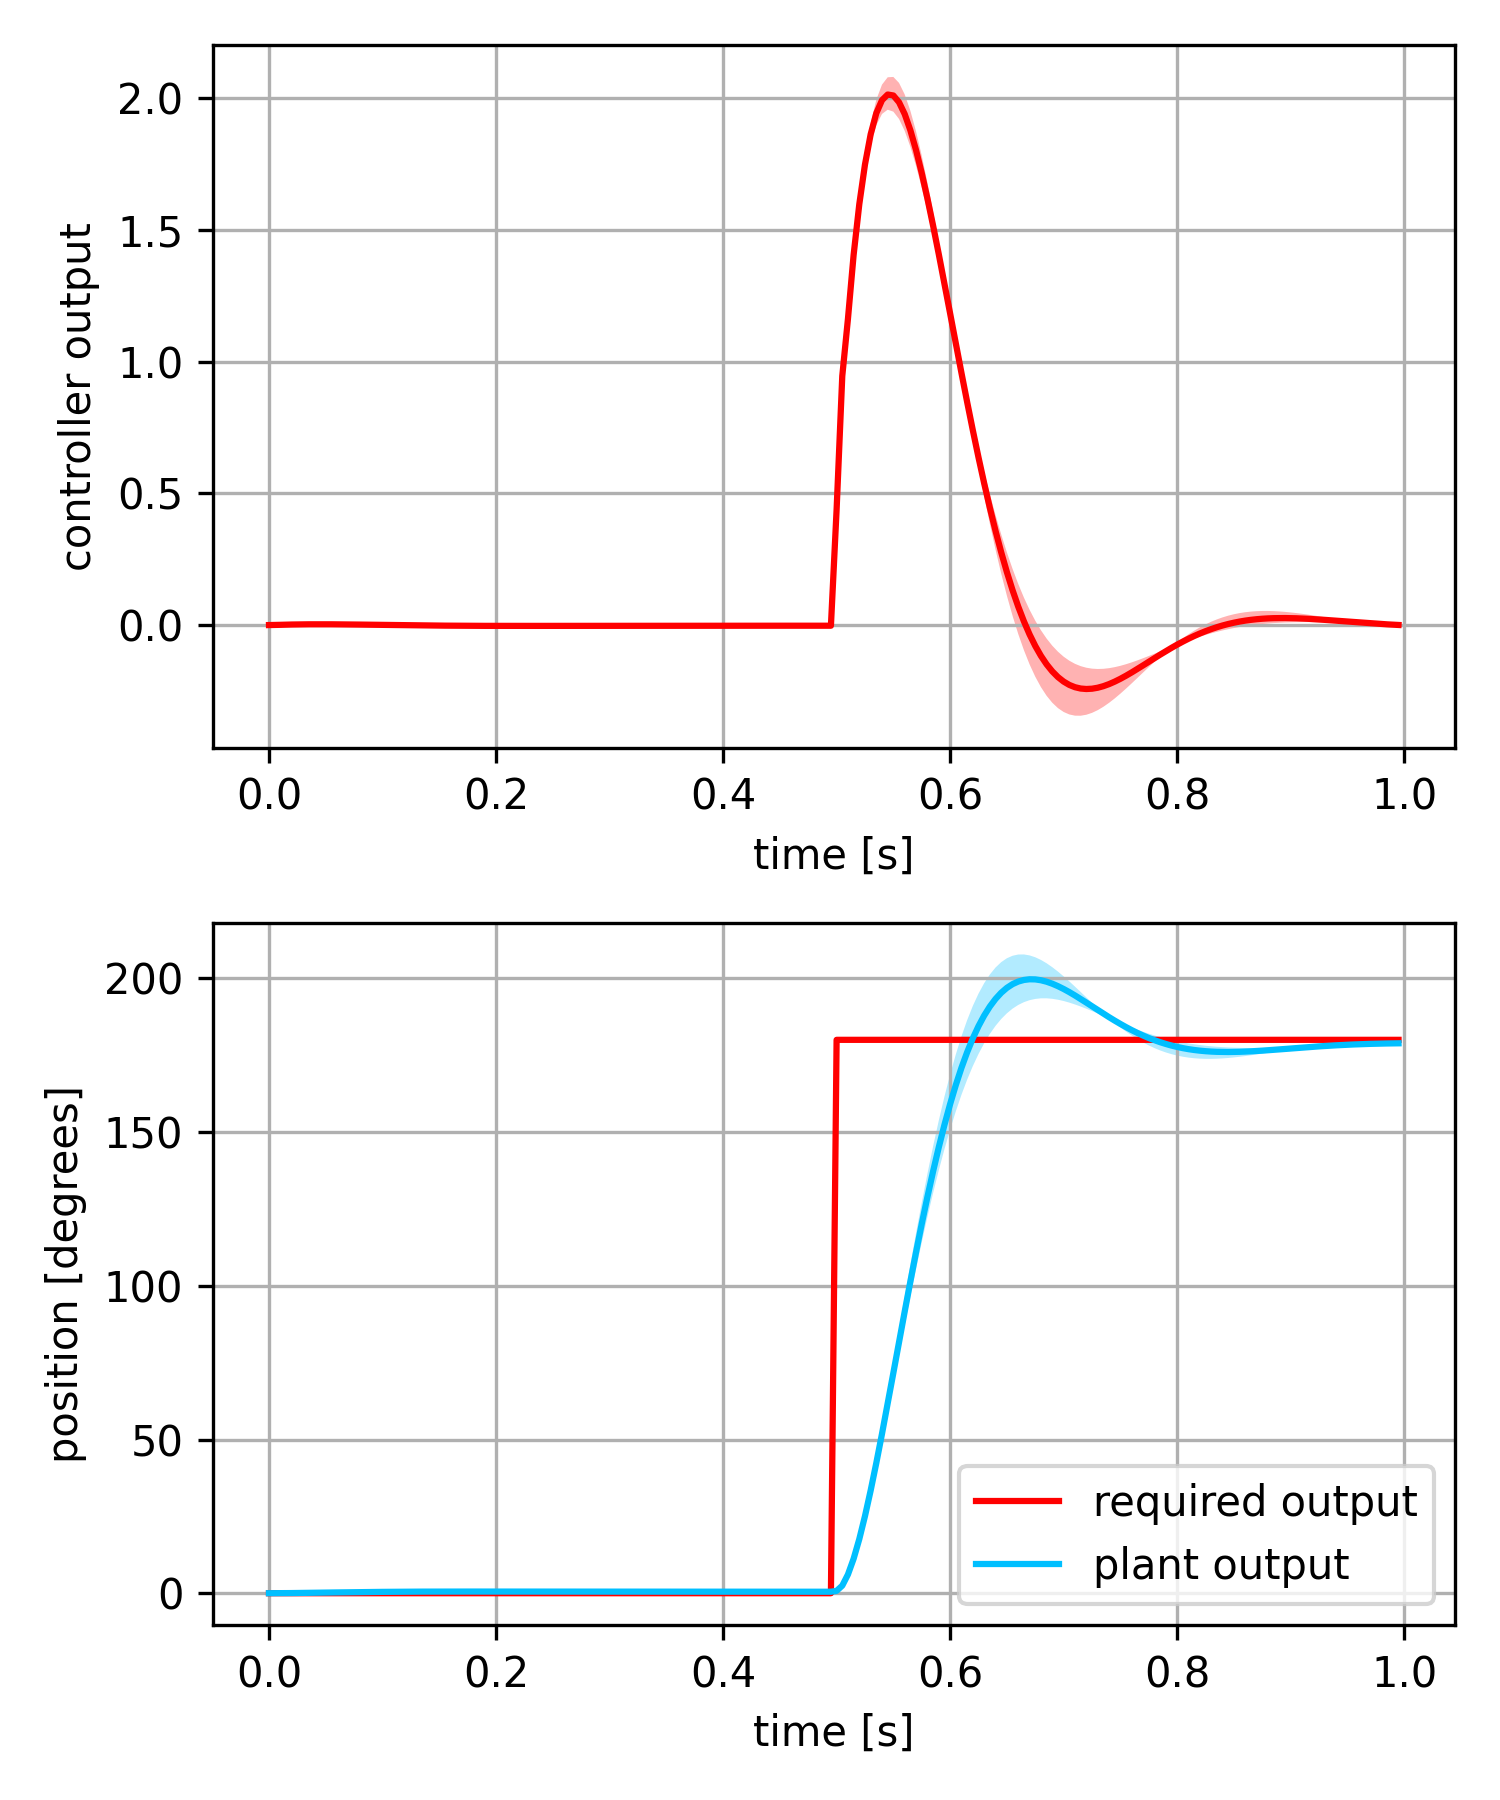 2.0
1.5
1.0
0.5
0.0
controller output
0.0 0.2 0.4 0.6 0.8 1.0
time [s]
200
150
100
50
0
position [degrees]
required output
plant output
0.0 0.2 0.4 0.6 0.8 1.0
time [s]